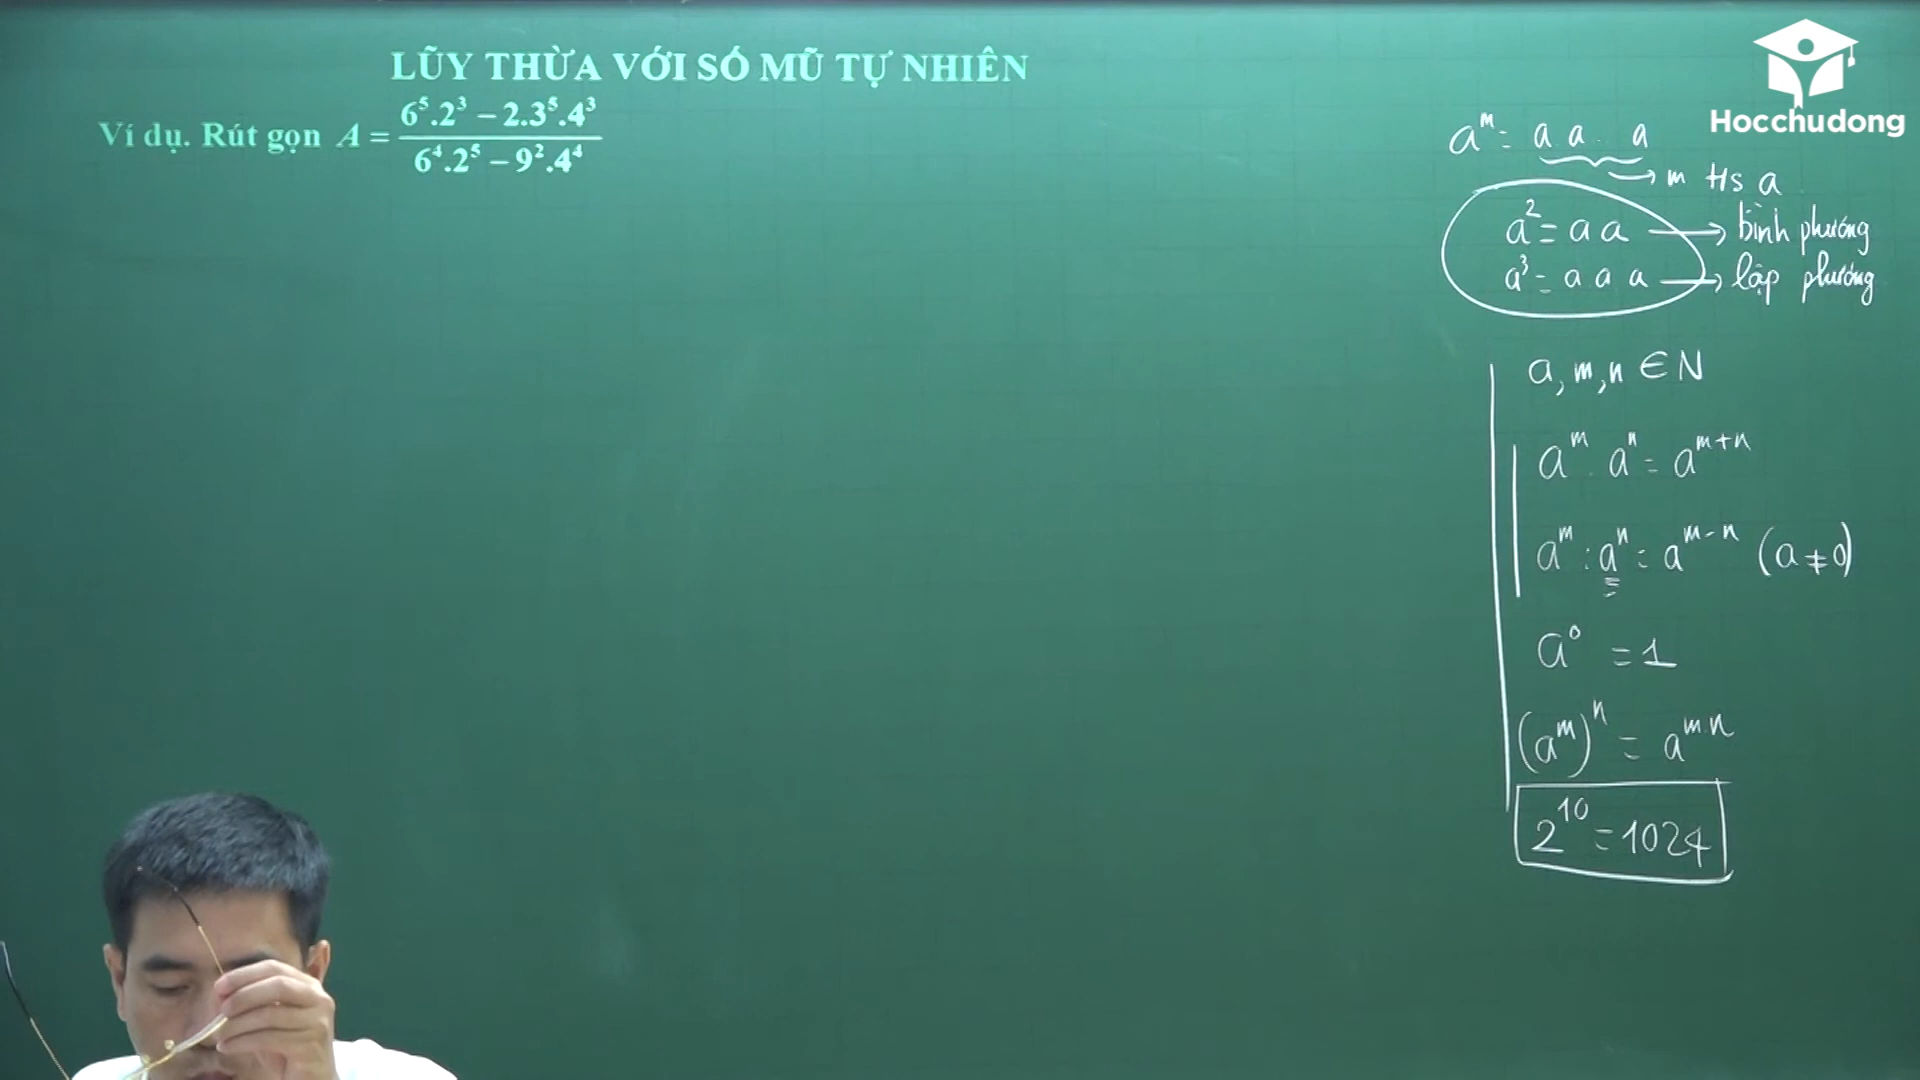 LŨY THỪA VỚI SỐ MŨ TỰ NHIÊN
Ví dụ. Rút gọn A = (6⁵.2³ – 2.3⁵.4³) / (6⁴.2⁵ – 9².4⁴)
Hocchudong
aᵐ = a.a...a
→ m Hs a
a² = a a → bình phương
a³ = a a a → lập phương
a, m, n ∈ N
aᵐ . aⁿ = aᵐ⁺ⁿ
aᵐ : aⁿ = aᵐ⁻ⁿ (a ≠ 0)
a⁰ = 1
(aᵐ)ⁿ = aᵐ·ⁿ
2¹⁰ = 1024